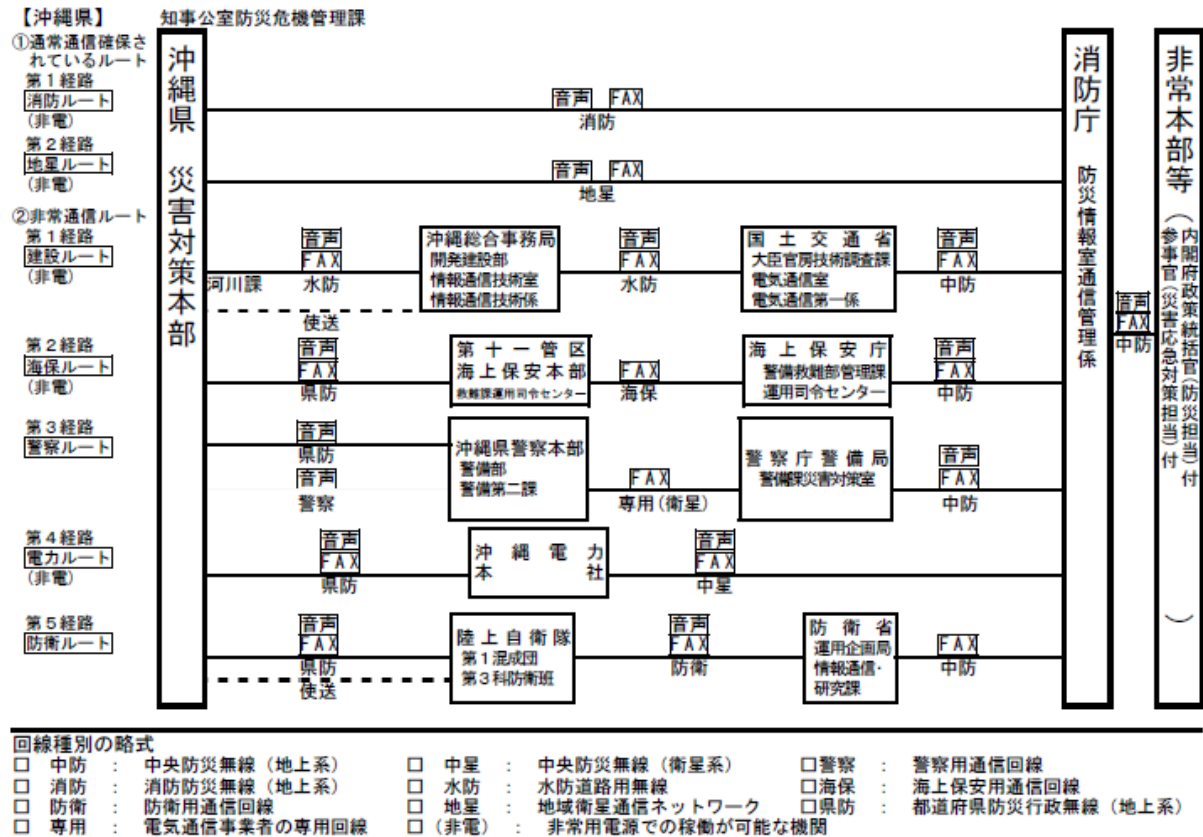 【沖縄県】 知事公室防災危機管理課
①通常通信確保さ
れているルート
第1経路
消防ルート
(非電)
第2経路
地星ルート
(非電)
②非常通信ルート
第1経路
建設ルート
(非電)
第2経路
海保ルート
(非電)
第3経路
警察ルート
第4経路
電力ルート
(非電)
第5経路
防衛ルート
沖縄県 災害対策本部
音声 FAX
消防
音声 FAX
地星
音声
FAX
河川課 水防
使送
沖縄総合事務局
開発建設部
情報通信技術室
情報通信技術係
音声
FAX
水防
国土交通省
大臣官房技術調査課
電気通信室
電気通信第一係
音声
FAX
中防
音声
FAX
県防
第十一管区
海上保安本部
救難課運用司令センター
FAX
海保
海上保安庁
警備救難部管理課
運用司令センター
音声
FAX
中防
音声
県防
音声
警察
沖縄県警察本部
警備部
警備第二課
FAX
専用(衛星)
警察庁警備局
警備課災害対策室
音声
FAX
中防
音声
FAX
県防
沖縄電力
本社
音声
FAX
中星
音声
FAX
県防
使送
陸上自衛隊
第1混成団
第3科防衛班
音声
FAX
防衛
防衛省
運用企画局
情報通信・
研究課
FAX
中防
消防庁 防災情報室通信管理係
音声
FAX
中防
非常本部等
(内閣府政策統括官(防災担当)付
参事官(災害応急対策担当)付)
回線種別の略式
□ 中防 : 中央防災無線(地上系) □ 中星 : 中央防災無線(衛星系) □警察 : 警察用通信回線
□ 消防 : 消防防災無線(地上系) □ 水防 : 水防道路用無線 □海保 : 海上保安用通信回線
□ 防衛 : 防衛用通信回線 □ 地星 : 地域衛星通信ネットワーク □県防 : 都道府県防災行政無線(地上系)
□ 専用 : 電気通信事業者の専用回線 □(非電) : 非常用電源での稼働が可能な機関